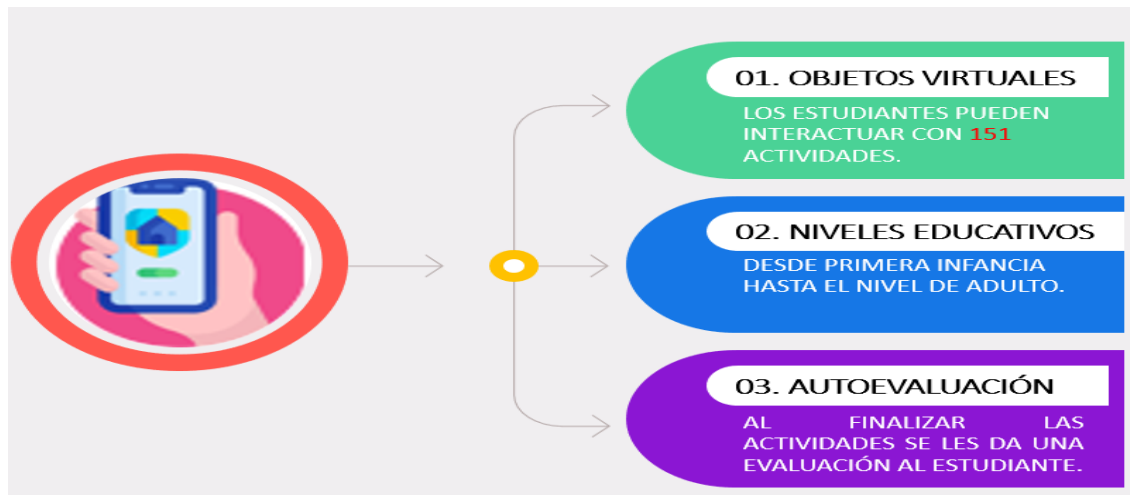 01. OBJETOS VIRTUALES
LOS ESTUDIANTES PUEDEN
INTERACTUAR CON 151
ACTIVIDADES.
02. NIVELES EDUCATIVOS
DESDE PRIMERA INFANCIA
HASTA EL NIVEL DE ADULTO.
03. AUTOEVALUACIÓN
AL FINALIZAR LAS
ACTIVIDADES SE LES DA UNA
EVALUACIÓN AL ESTUDIANTE.